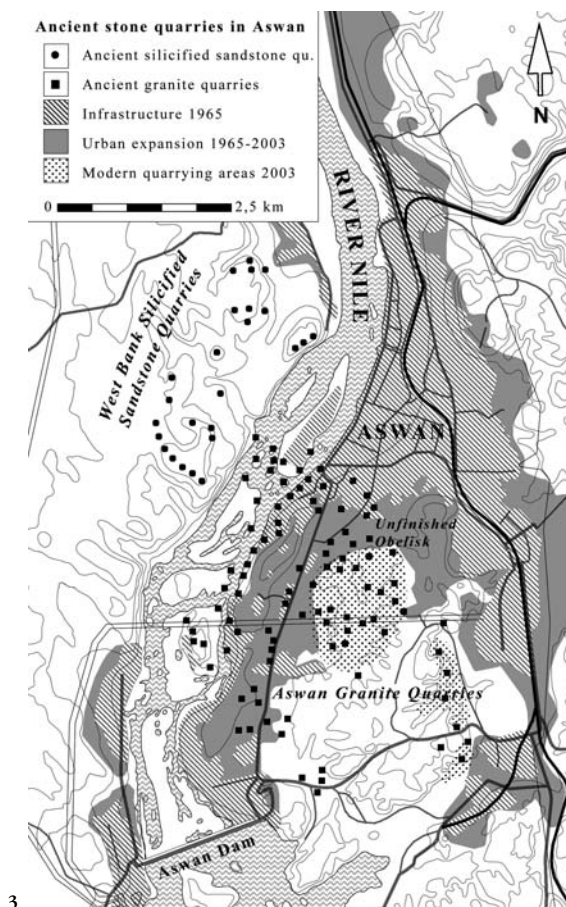 Ancient stone quarries in Aswan
Ancient silicified sandstone qu.
Ancient granite quarries
Infrastructure 1965
Urban expansion 1965-2003
Modern quarrying areas 2003
0 2,5 km
N
RIVER NILE
West Bank Silicified
Sandstone Quarries
ASWAN
Unfinished
Obelisk
Aswan Granite Quarries
Aswan Dam
3